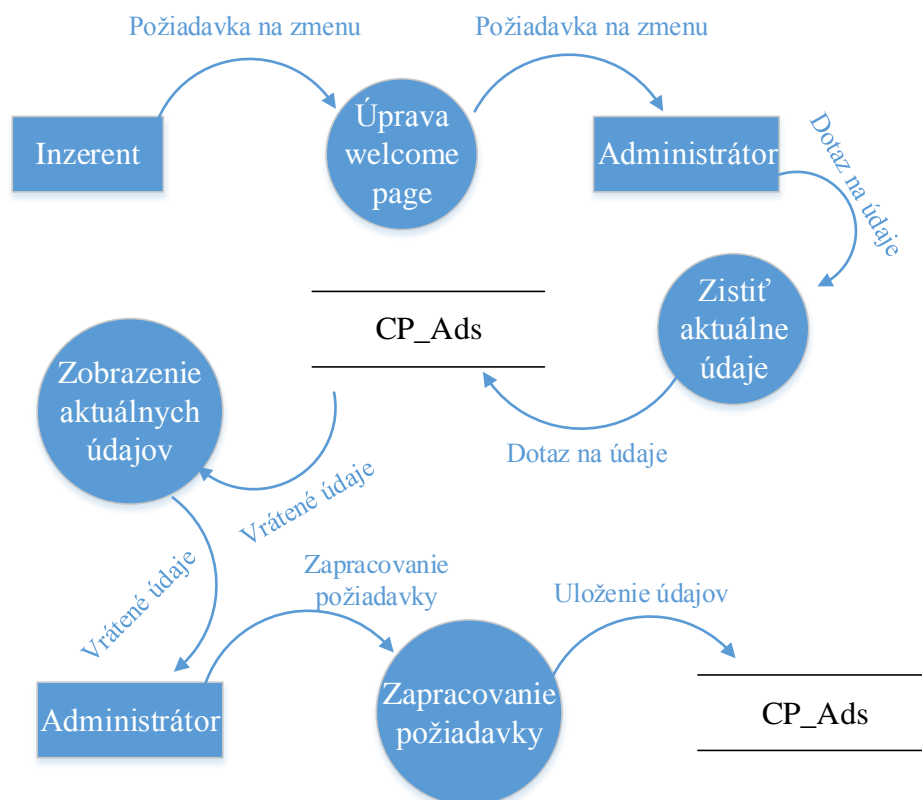 Požiadavka na zmenu
Požiadavka na zmenu
Inzerent
Úprava
welcome
page
Administrátor
Dotaz na údaje
Zistiť
aktuálne
údaje
CP_Ads
Dotaz na údaje
Zobrazenie
aktuálnych
údajov
Vrátené údaje
Vrátené údaje
Administrátor
Zapracovanie
požiadavky
Zapracovanie
požiadavky
Uloženie údajov
CP_Ads